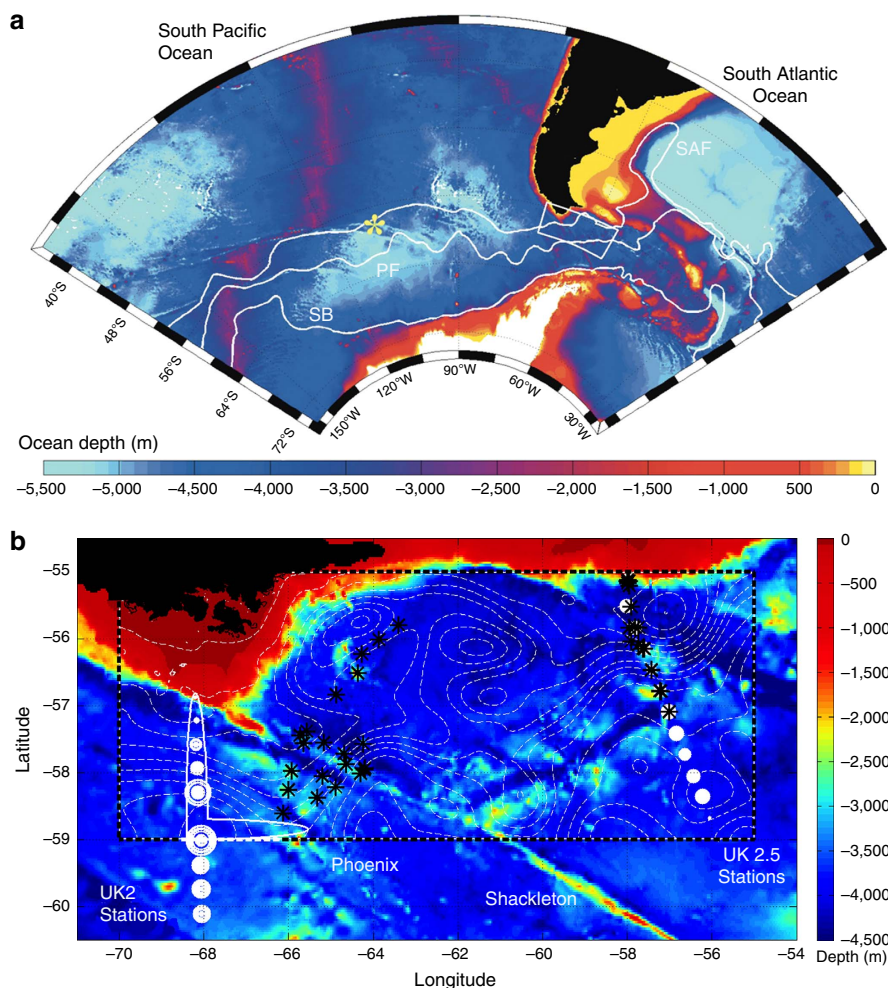 a
South Pacific
Ocean
South Atlantic
Ocean
SAF
PF
SB
40°S
48°S
56°S
64°S
72°S
150°W
120°W
90°W
60°W
30°W
Ocean depth (m)
−5,500 −5,000 −4,500 −4,000 −3,500 −3,000 −2,500 −2,000 −1,500 −1,000 500 0
b
−55
−56
−57
−58
−59
−60
Latitude
UK2
Stations
Phoenix
Shackleton
UK 2.5
Stations
−70 −68 −66 −64 −62 −60 −58 −56 −54
Longitude
0
−500
−1,000
−1,500
−2,000
−2,500
−3,000
−3,500
−4,000
−4,500
Depth (m)